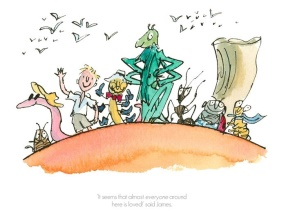 'It seems that almost everyone around
here is loved!' said James.